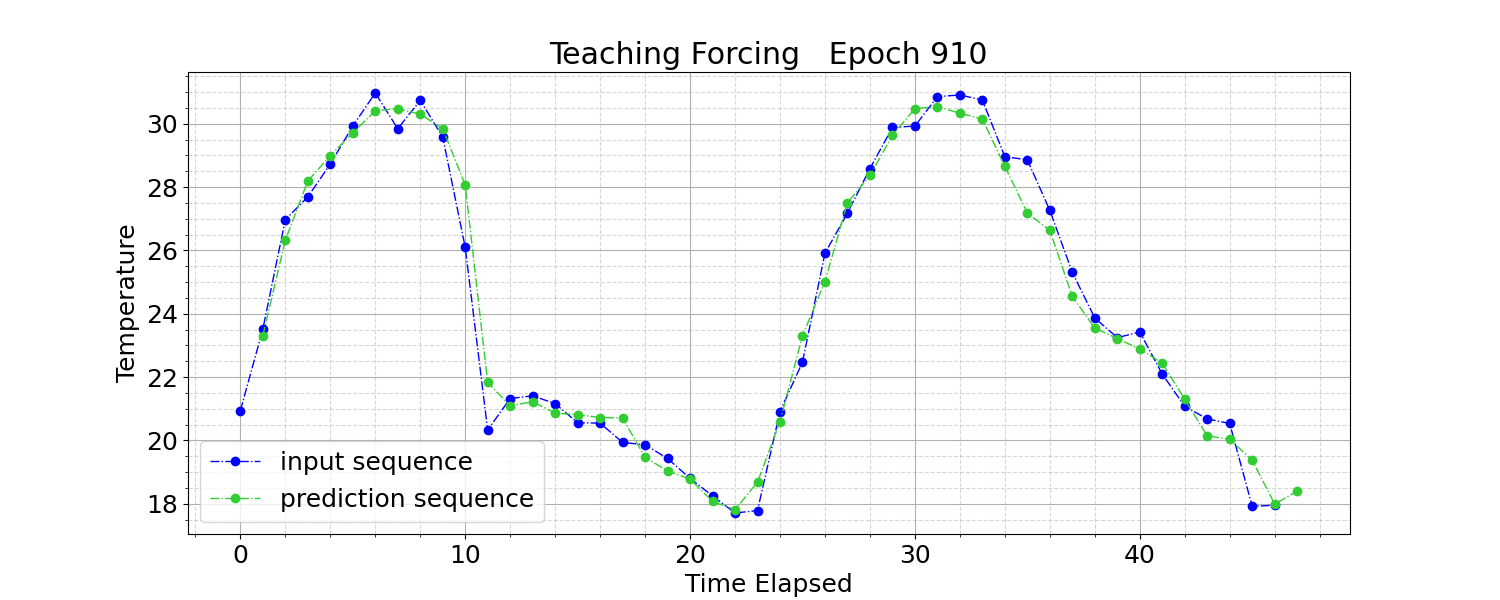 Teaching Forcing   Epoch 910
30
28
26
24
22
20
18
Temperature
input sequence
prediction sequence
0 10 20 30 40
Time Elapsed